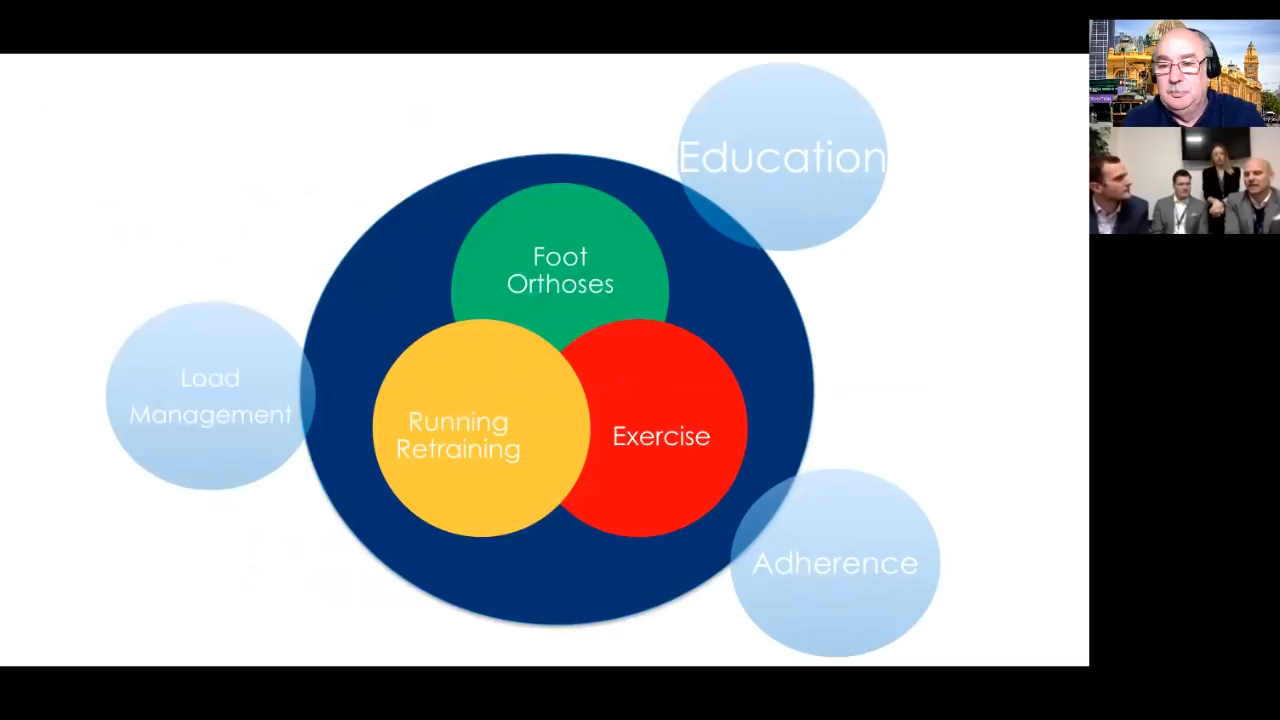 Education
Foot
Orthoses
Load
Management
Running
Retraining
Exercise
Adherence